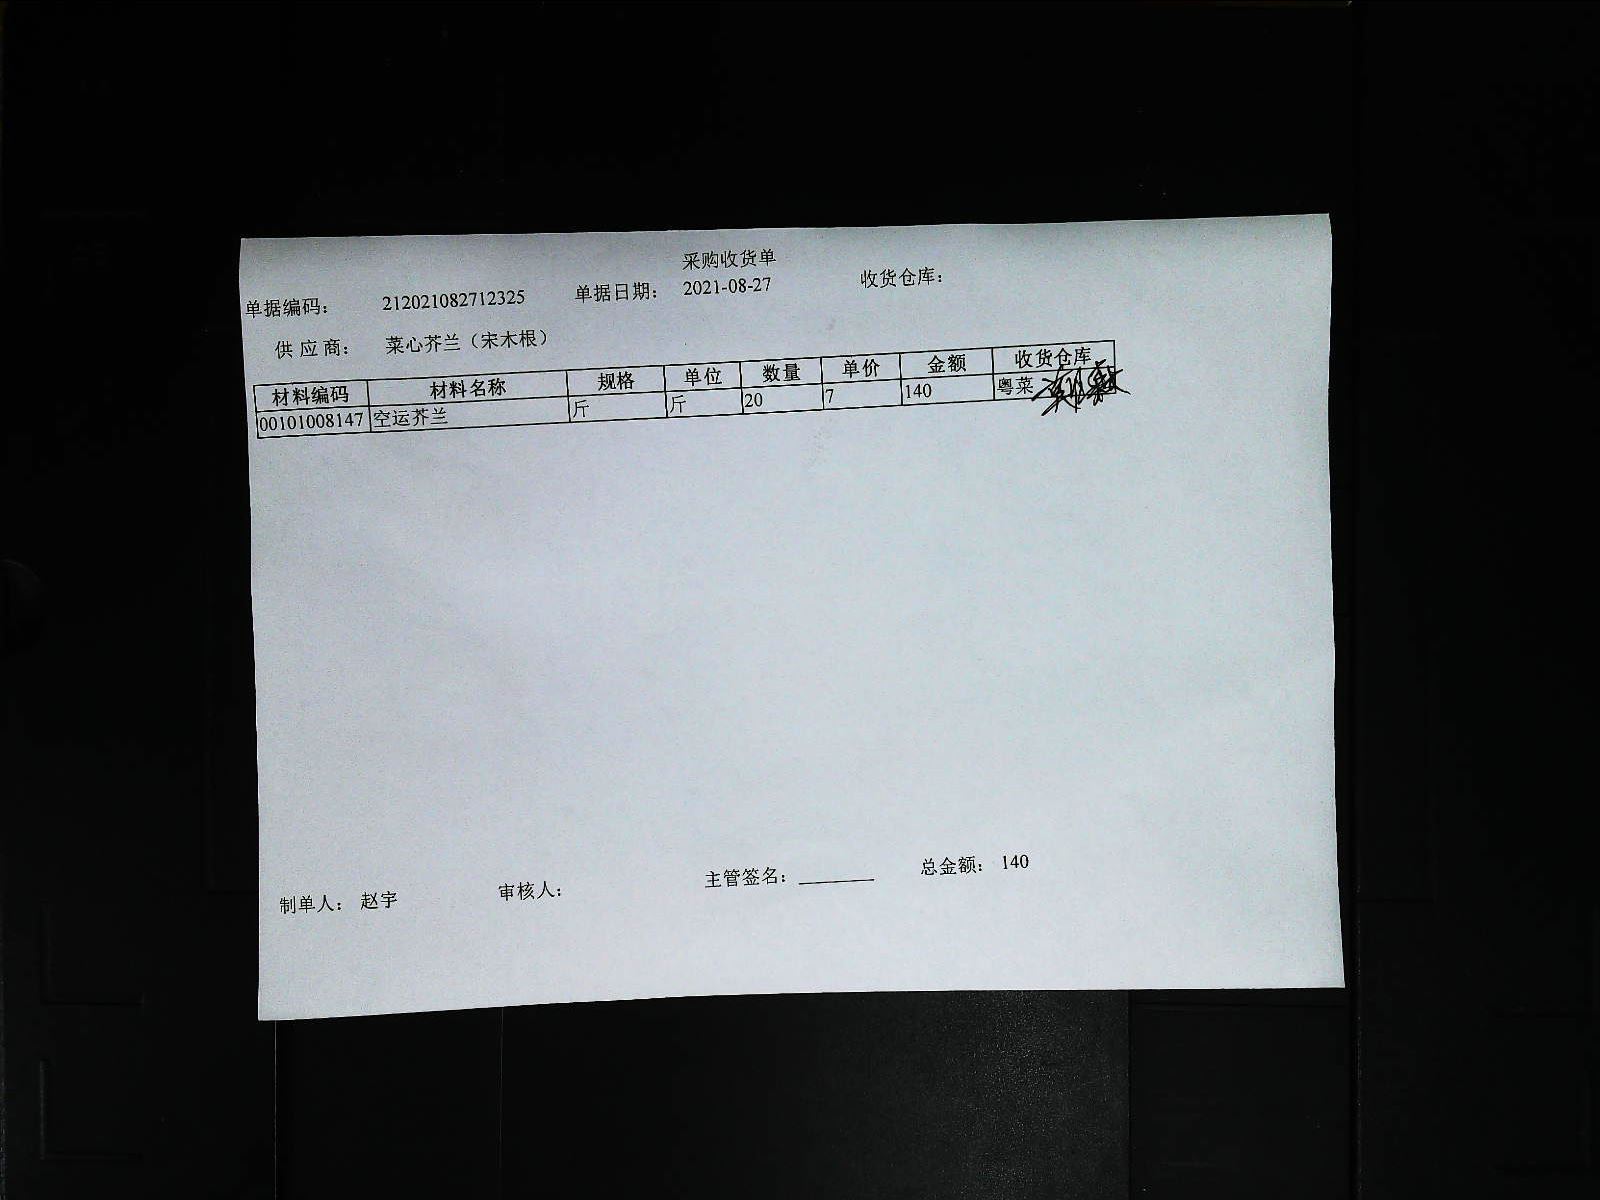 采购收货单
单据编码： 212021082712325 单据日期： 2021-08-27 收货仓库：
供应商： 菜心芥兰（宋木根）
材料编码 材料名称 规格 单位 数量 单价 金额 收货仓库
00101008147 空运芥兰 斤 斤 20 7 140 粤菜
制单人： 赵宇 审核人： 主管签名： 总金额： 140